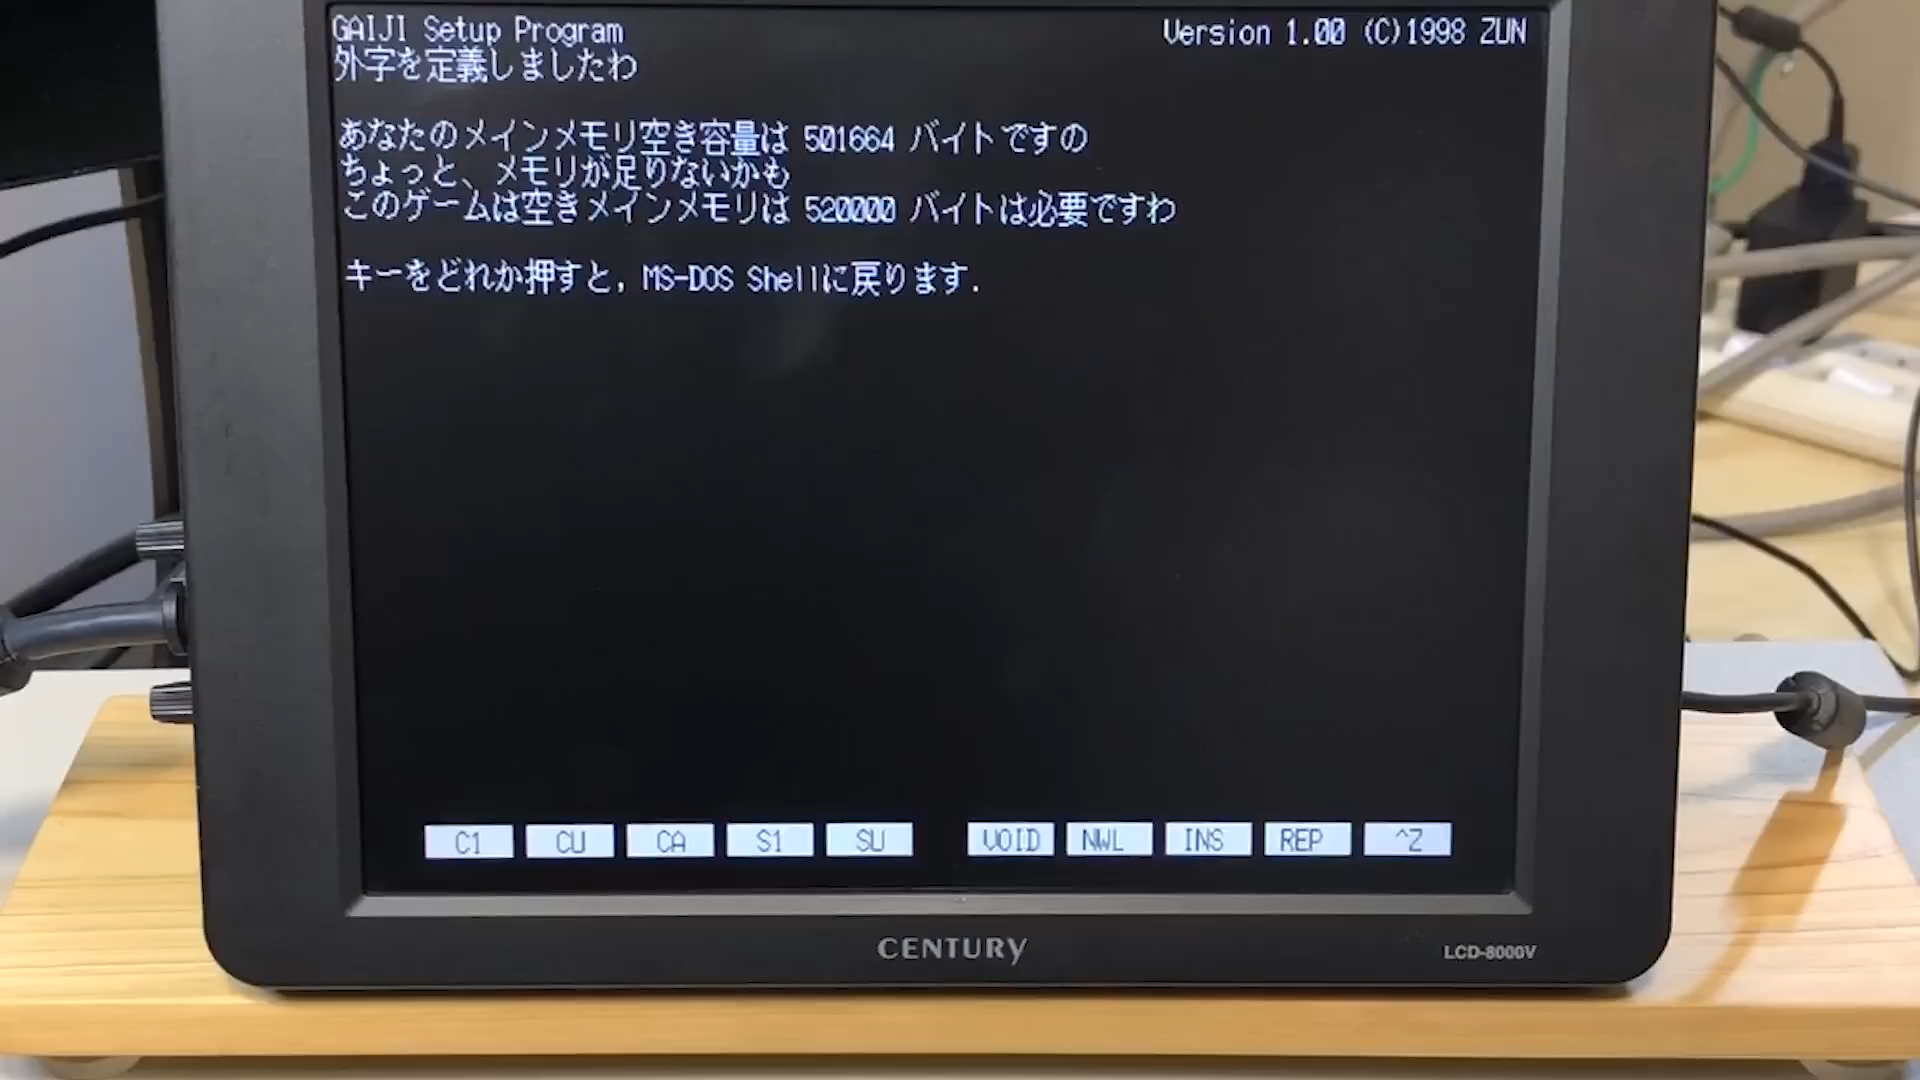 GAIJI Setup Program Version 1.00 (C)1998 ZUN
外字を定義しましたわ
あなたのメインメモリ空き容量は 501664 バイトですの
ちょっと、メモリが足りないかも
このゲームは空きメインメモリは 520000 バイトは必要ですわ
キーをどれか押すと, MS-DOS Shellに戻ります.
C1 CU CA S1 SU VOID NWL INS REP ^Z
CENTURY
LCD-8000V